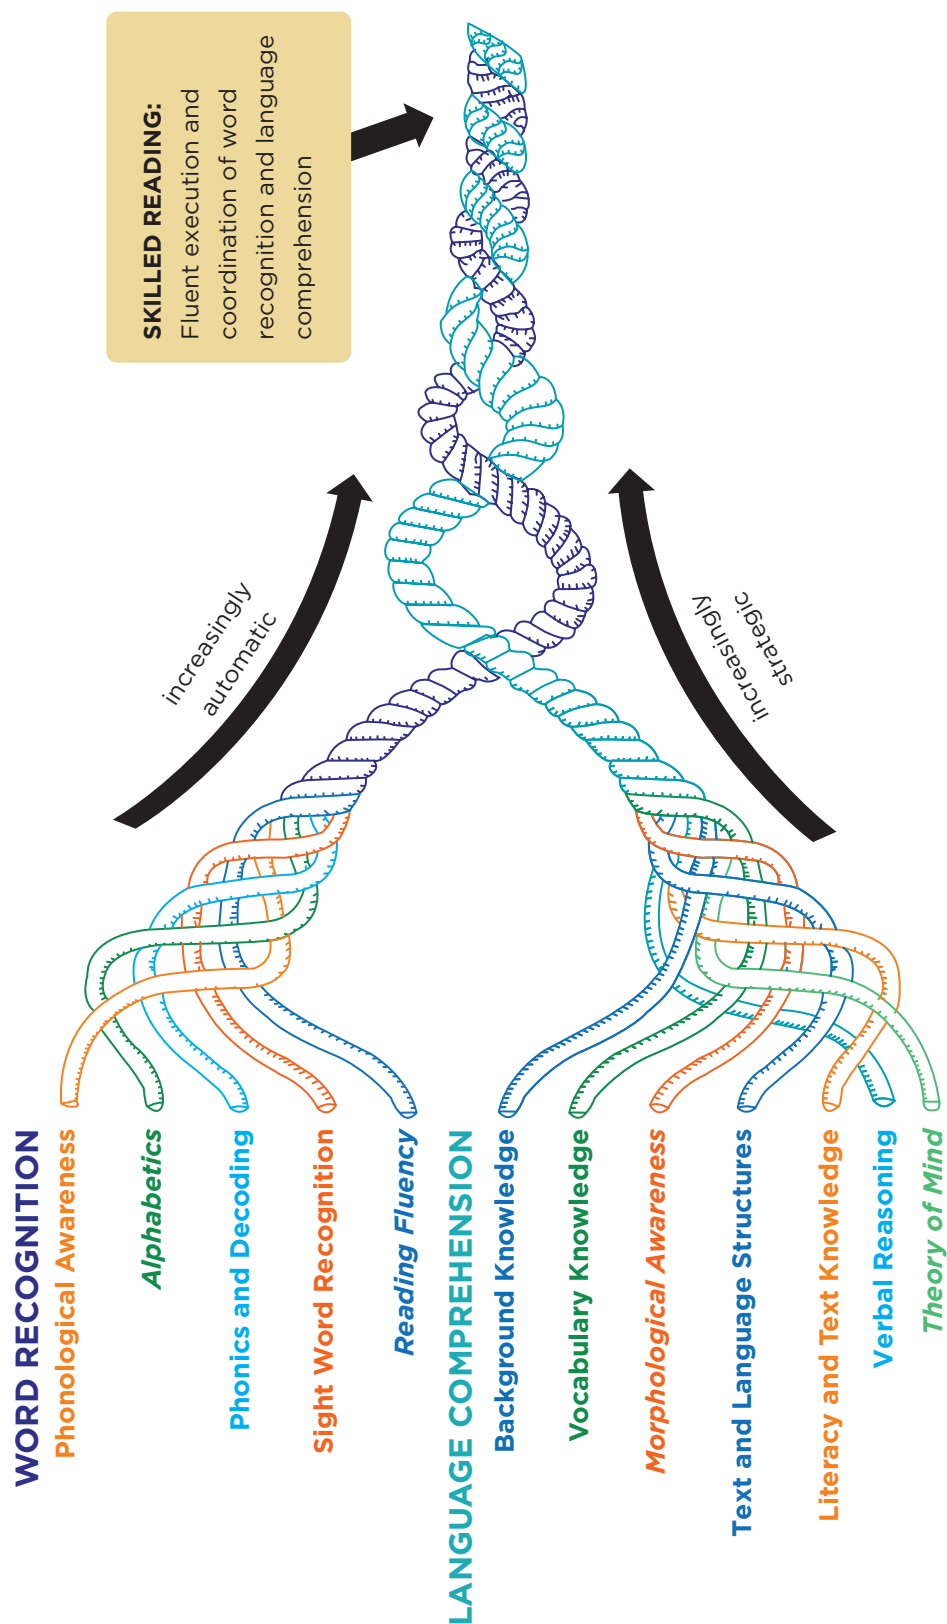 WORD RECOGNITION
Phonological Awareness
Alphabetics
Phonics and Decoding
Sight Word Recognition
Reading Fluency
LANGUAGE COMPREHENSION
Background Knowledge
Vocabulary Knowledge
Morphological Awareness
Text and Language Structures
Literacy and Text Knowledge
Verbal Reasoning
Theory of Mind
increasingly
automatic
increasingly
strategic
SKILLED READING:
Fluent execution and
coordination of word
recognition and language
comprehension